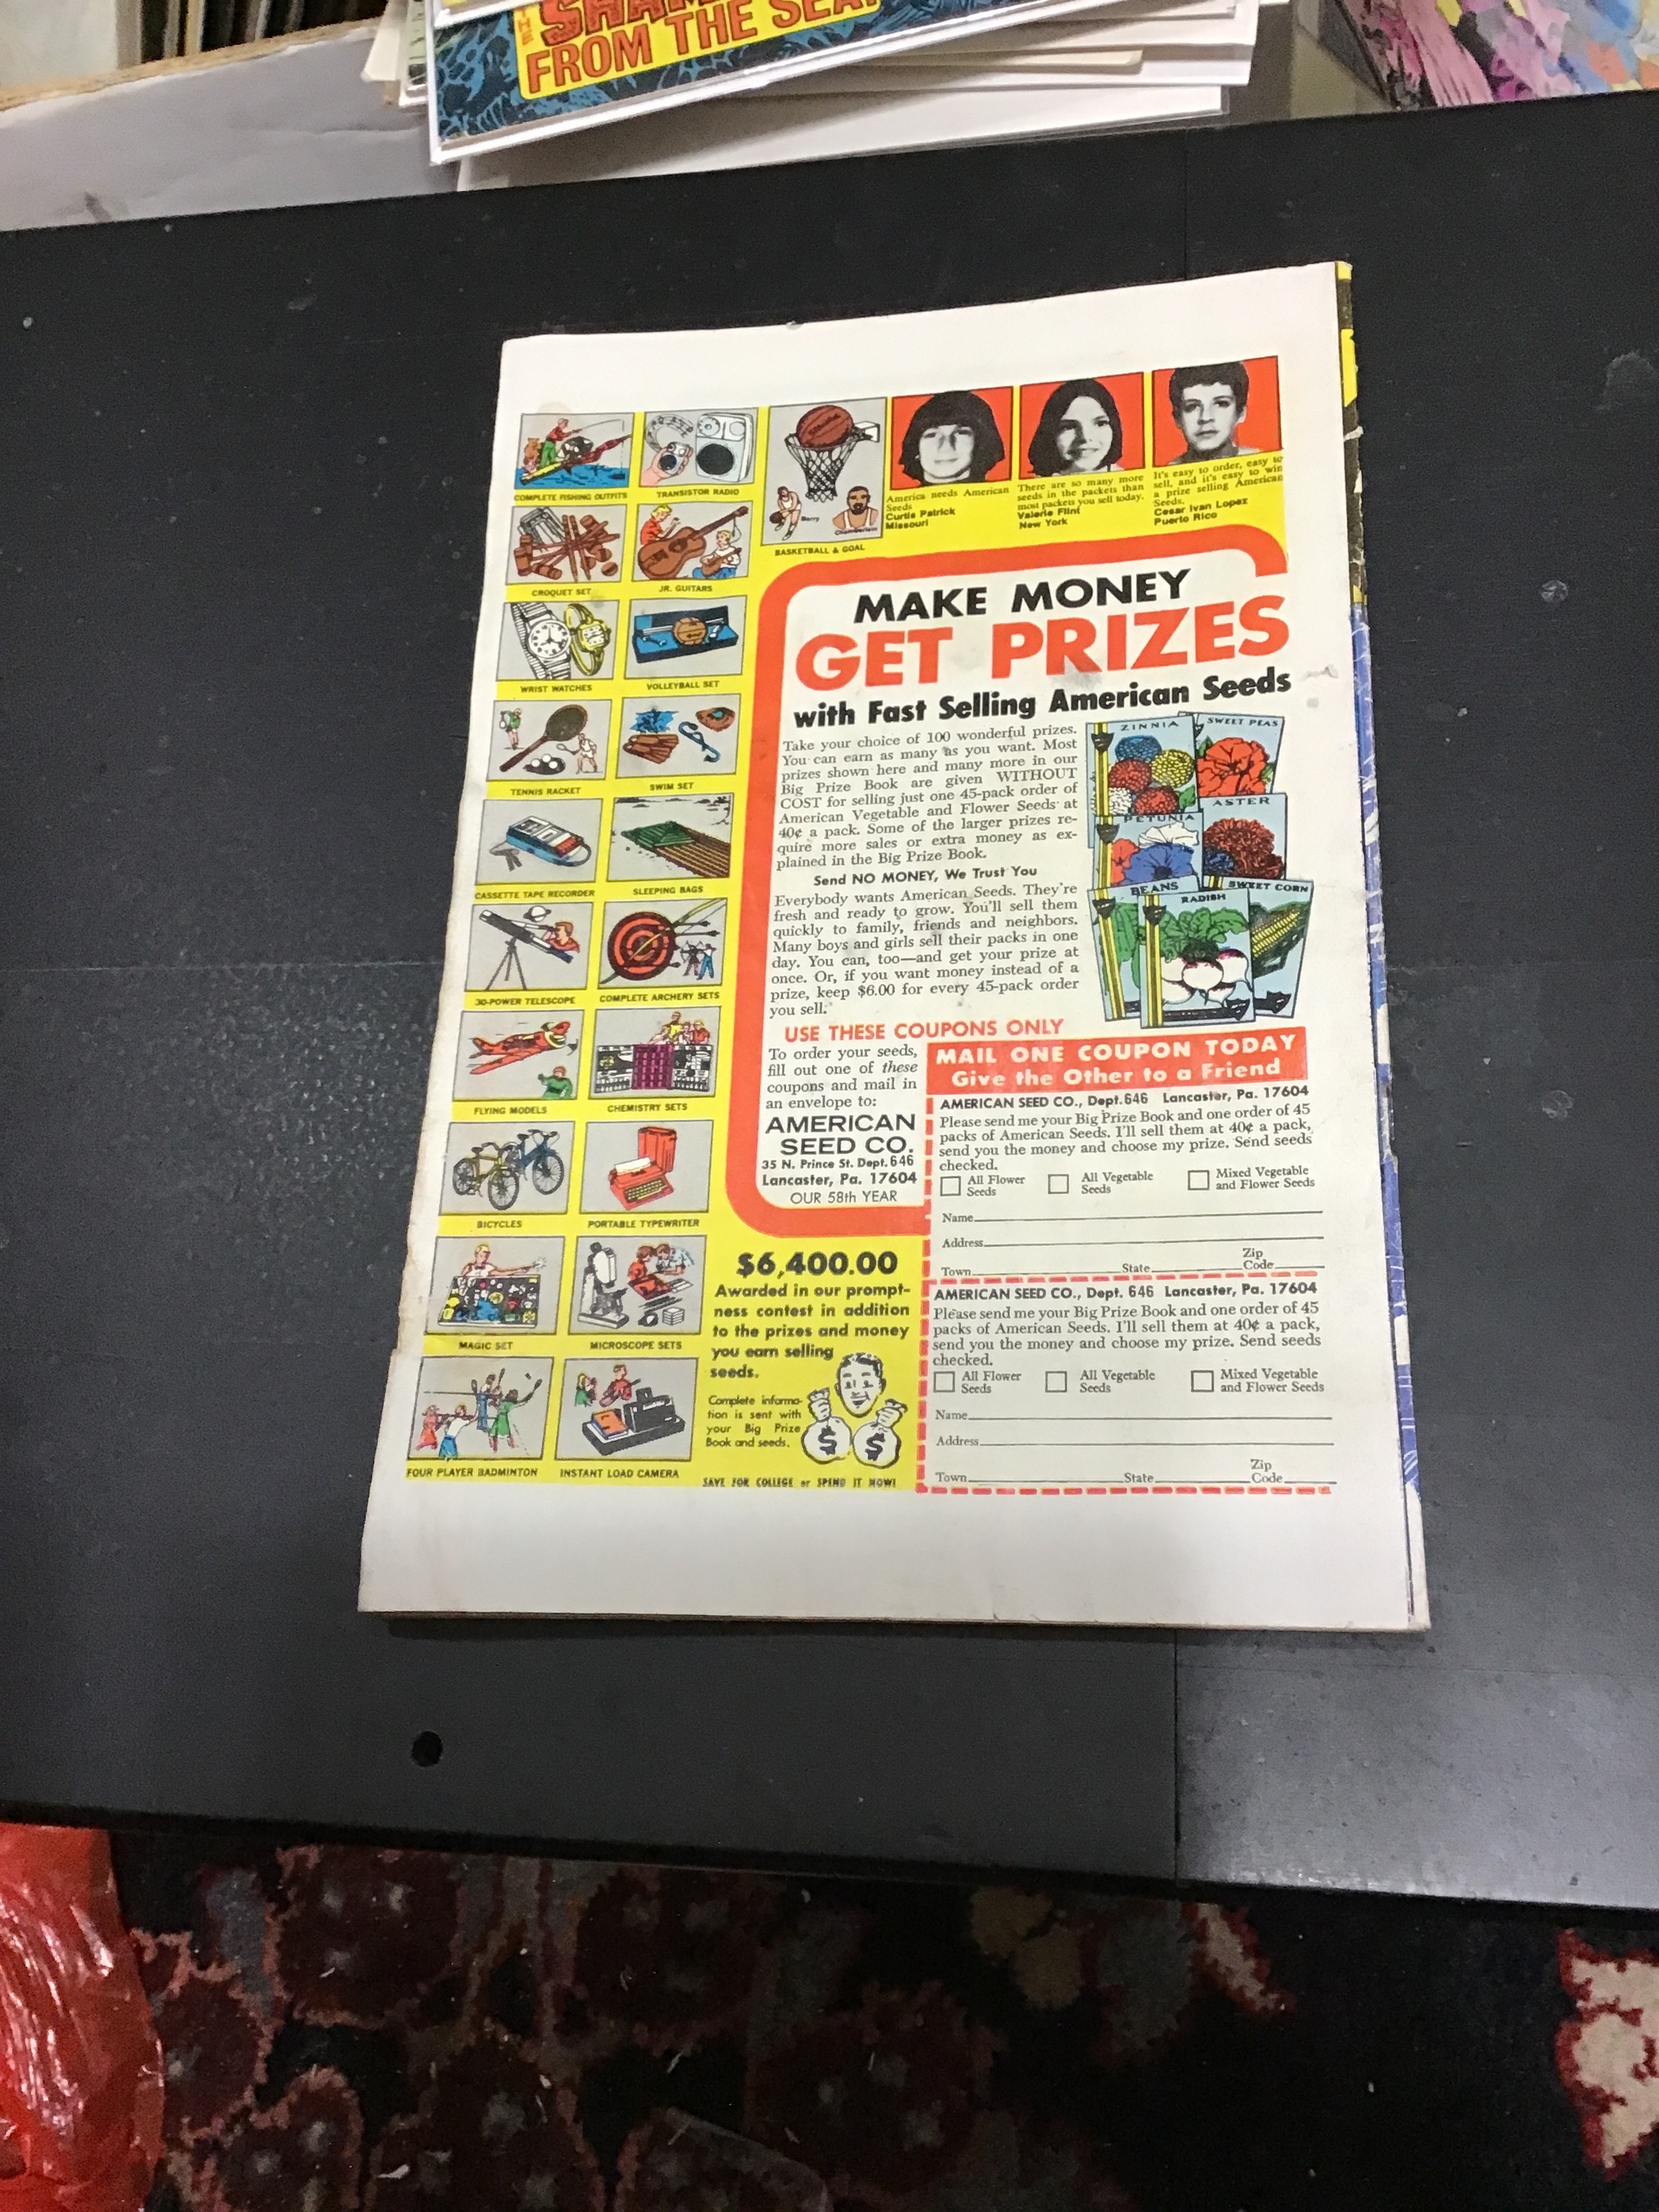 THE
FROM THE SEA
COMPLETE FISHING OUTFITS
TRANSISTOR RADIO
Barry
Chamberlain
BASKETBALL & GOAL
America needs American
Seeds
Curtis Patrick
Missouri
There are so many more
seeds in the packets than
most packets you sell today.
Valerie Flint
New York
It's easy to order, easy to
sell, and it's easy to win
a prize selling American
Seeds.
Cesar Ivan Lopez
Puerto Rico
CROQUET SET
JR. GUITARS
WRIST WATCHES
VOLLEYBALL SET
TENNIS RACKET
SWIM SET
CASSETTE TAPE RECORDER
SLEEPING BAGS
30-POWER TELESCOPE
COMPLETE ARCHERY SETS
FLYING MODELS
CHEMISTRY SETS
BICYCLES
PORTABLE TYPEWRITER
MAGIC SET
MICROSCOPE SETS
FOUR PLAYER BADMINTON
INSTANT LOAD CAMERA
MAKE MONEY
GET PRIZES
with Fast Selling American Seeds
Take your choice of 100 wonderful prizes.
You can earn as many as you want. Most
prizes shown here and many more in our
Big Prize Book are given WITHOUT
COST for selling just one 45-pack order of
American Vegetable and Flower Seeds at
40¢ a pack. Some of the larger prizes re-
quire more sales or extra money as ex-
plained in the Big Prize Book.
Send NO MONEY, We Trust You
Everybody wants American Seeds. They're
fresh and ready to grow. You'll sell them
quickly to family, friends and neighbors.
Many boys and girls sell their packs in one
day. You can, too—and get your prize at
once. Or, if you want money instead of a
prize, keep $6.00 for every 45-pack order
you sell.
ZINNIA
SWEET PEAS
ASTER
PETUNIA
BEANS
SWEET CORN
RADISH
USE THESE COUPONS ONLY
To order your seeds,
fill out one of these
coupons and mail in
an envelope to:
AMERICAN
SEED CO.
35 N. Prince St. Dept. 646
Lancaster, Pa. 17604
OUR 58th YEAR
MAIL ONE COUPON TODAY
Give the Other to a Friend
AMERICAN SEED CO., Dept. 646 Lancaster, Pa. 17604
Please send me your Big Prize Book and one order of 45
packs of American Seeds. I'll sell them at 40¢ a pack,
send you the money and choose my prize. Send seeds
checked.
All Flower
Seeds
All Vegetable
Seeds
Mixed Vegetable
and Flower Seeds
Name
Address
Town State Zip Code
AMERICAN SEED CO., Dept. 646 Lancaster, Pa. 17604
Please send me your Big Prize Book and one order of 45
packs of American Seeds. I'll sell them at 40¢ a pack,
send you the money and choose my prize. Send seeds
checked.
All Flower
Seeds
All Vegetable
Seeds
Mixed Vegetable
and Flower Seeds
Name
Address
Town State Zip Code
$6,400.00
Awarded in our prompt-
ness contest in addition
to the prizes and money
you earn selling
seeds.
Complete informa-
tion is sent with
your Big Prize
Book and seeds.
$ $
SAVE FOR COLLEGE or SPEND IT NOW!